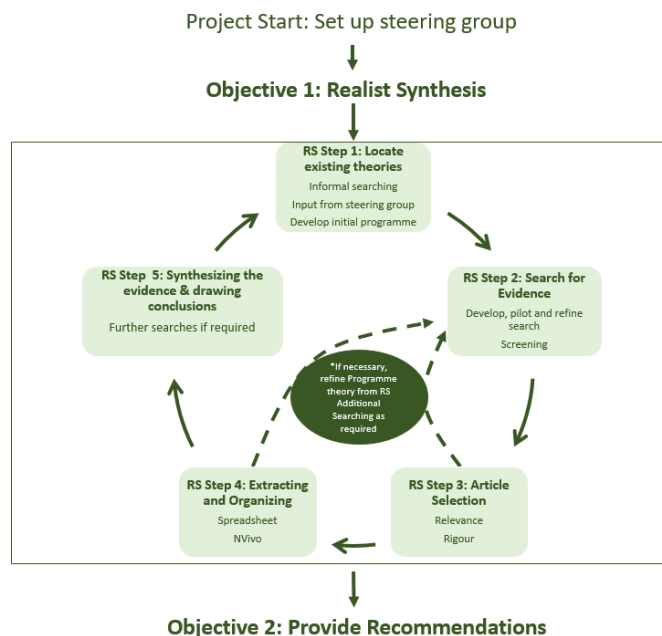 Project Start: Set up steering group
Objective 1: Realist Synthesis
RS Step 1: Locate
existing theories
Informal searching
Input from steering group
Develop initial programme
RS Step 5: Synthesizing the
evidence & drawing
conclusions
Further searches if required
RS Step 2: Search for
Evidence
Develop, pilot and refine
search
Screening
*If necessary,
refine Programme
theory from RS
Additional
Searching as
required
RS Step 4: Extracting
and Organizing
Spreadsheet
NVivo
RS Step 3: Article
Selection
Relevance
Rigour
Objective 2: Provide Recommendations